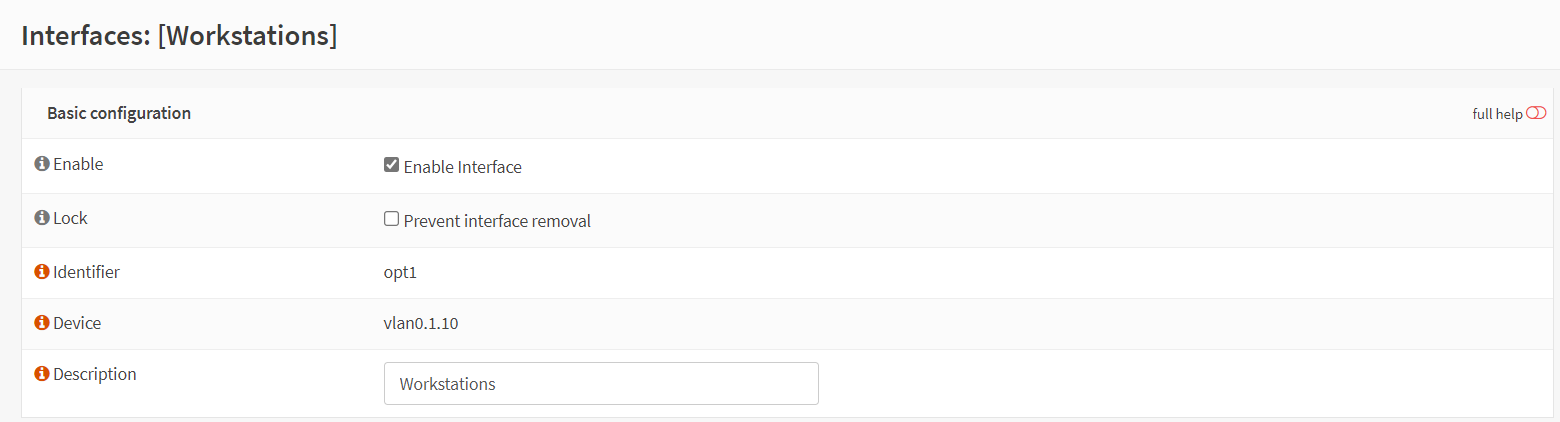 Interfaces: [Workstations]
Basic configuration
full help
Enable
Enable Interface
Lock
Prevent interface removal
Identifier
opt1
Device
vlan0.1.10
Description
Workstations